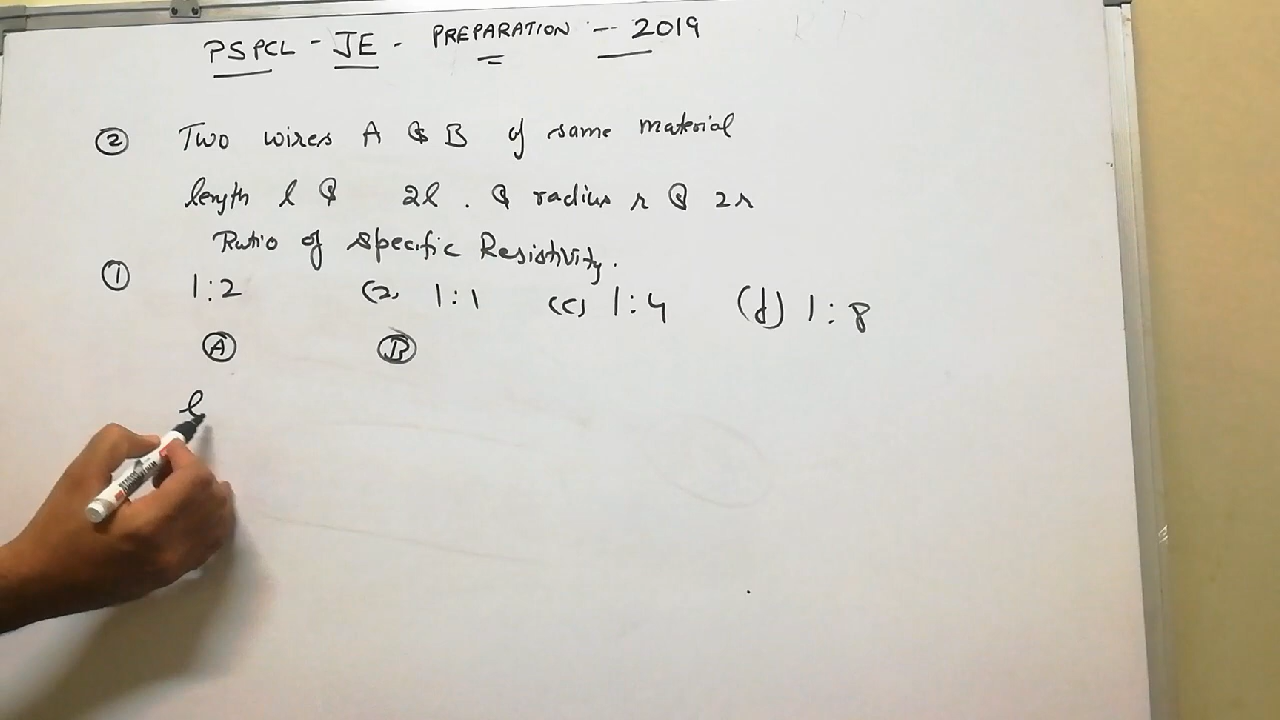 PSPCL - JE - PREPARATION -- 2019
② Two wires A & B of same material
length l & 2l . & radius r & 2r
Ratio of specific Resistivity.
① 1:2 (2) 1:1 (c) 1:4 (d) 1:8
Ⓐ Ⓑ
l